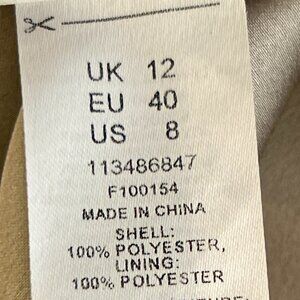 UK 12
EU 40
US 8
113486847
F100154
MADE IN CHINA
SHELL:
100% POLYESTER,
LINING:
100% POLYESTER